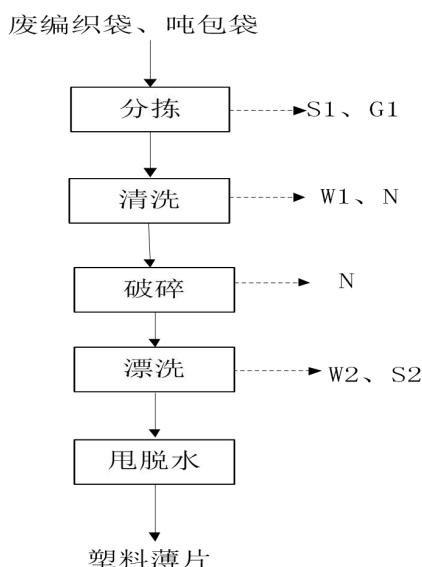 废编织袋、吨包袋
分拣
S1、G1
清洗
W1、N
破碎
N
漂洗
W2、S2
甩脱水
塑料薄片